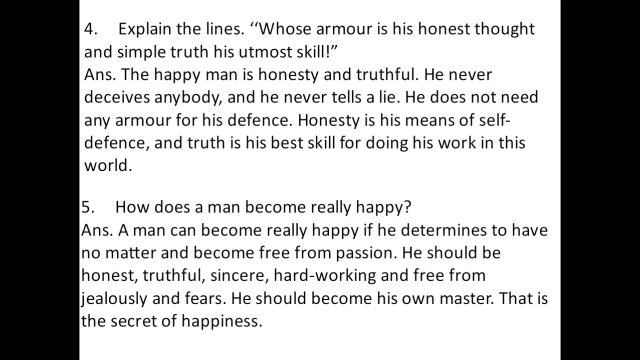 4. Explain the lines. ‘‘Whose armour is his honest thought
and simple truth his utmost skill!”
Ans. The happy man is honesty and truthful. He never
deceives anybody, and he never tells a lie. He does not need
any armour for his defence. Honesty is his means of self-
defence, and truth is his best skill for doing his work in this
world.
5. How does a man become really happy?
Ans. A man can become really happy if he determines to have
no matter and become free from passion. He should be
honest, truthful, sincere, hard-working and free from
jealously and fears. He should become his own master. That is
the secret of happiness.